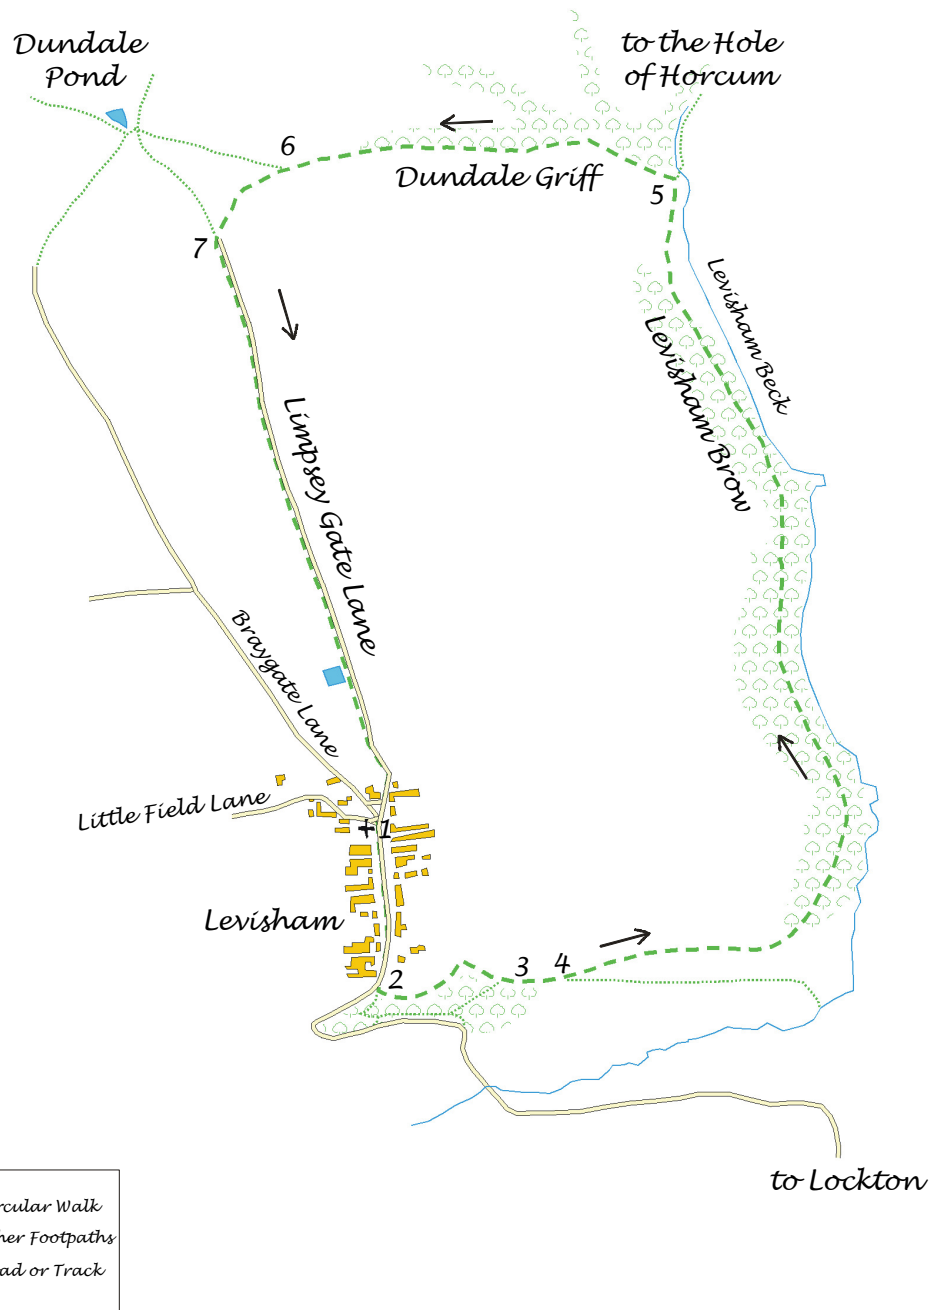 Dundale
Pond
to the Hole
of Horcum
6
Dundale Griff
5
7
Levisham Beck
Levisham Brow
Limpsey Gate Lane
Braygate Lane
Little Field Lane
1
Levisham
2
3
4
to Lockton
rcular Walk
her Footpaths
ad or Track